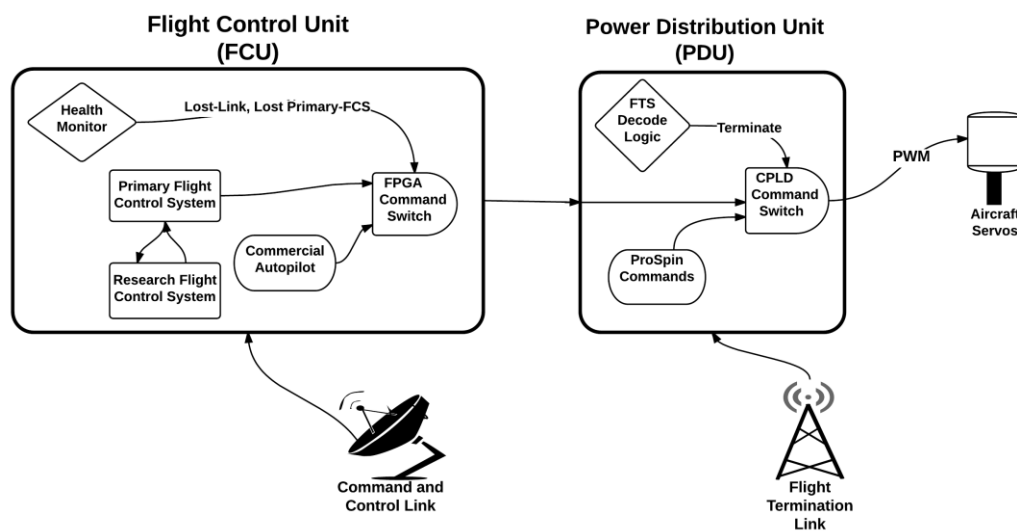 Flight Control Unit
(FCU)
Power Distribution Unit
(PDU)
Health
Monitor
Lost-Link, Lost Primary-FCS
Primary Flight
Control System
FPGA
Command
Switch
Commercial
Autopilot
Research Flight
Control System
FTS
Decode
Logic
Terminate
CPLD
Command
Switch
ProSpin
Commands
PWM
Aircraft
Servos
Command and
Control Link
Flight
Termination
Link